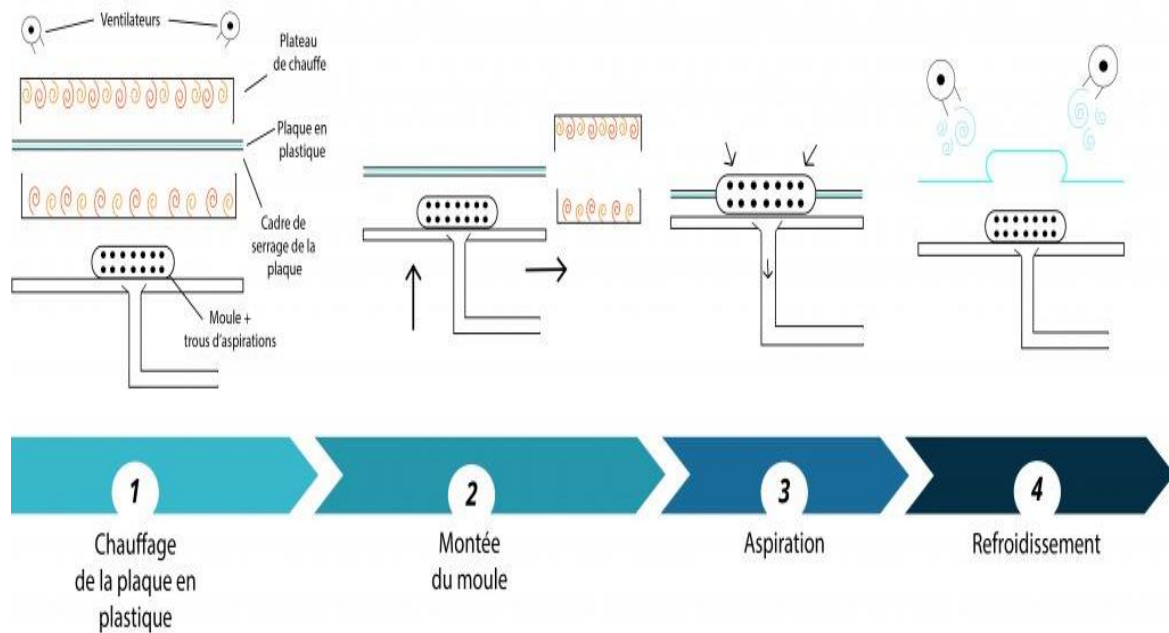 Ventilateurs
Plateau
de chauffe
Plaque en
plastique
Cadre de
serrage de la
plaque
Moule +
trous d'aspirations
1
Chauffage
de la plaque en
plastique
2
Montée
du moule
3
Aspiration
4
Refroidissement